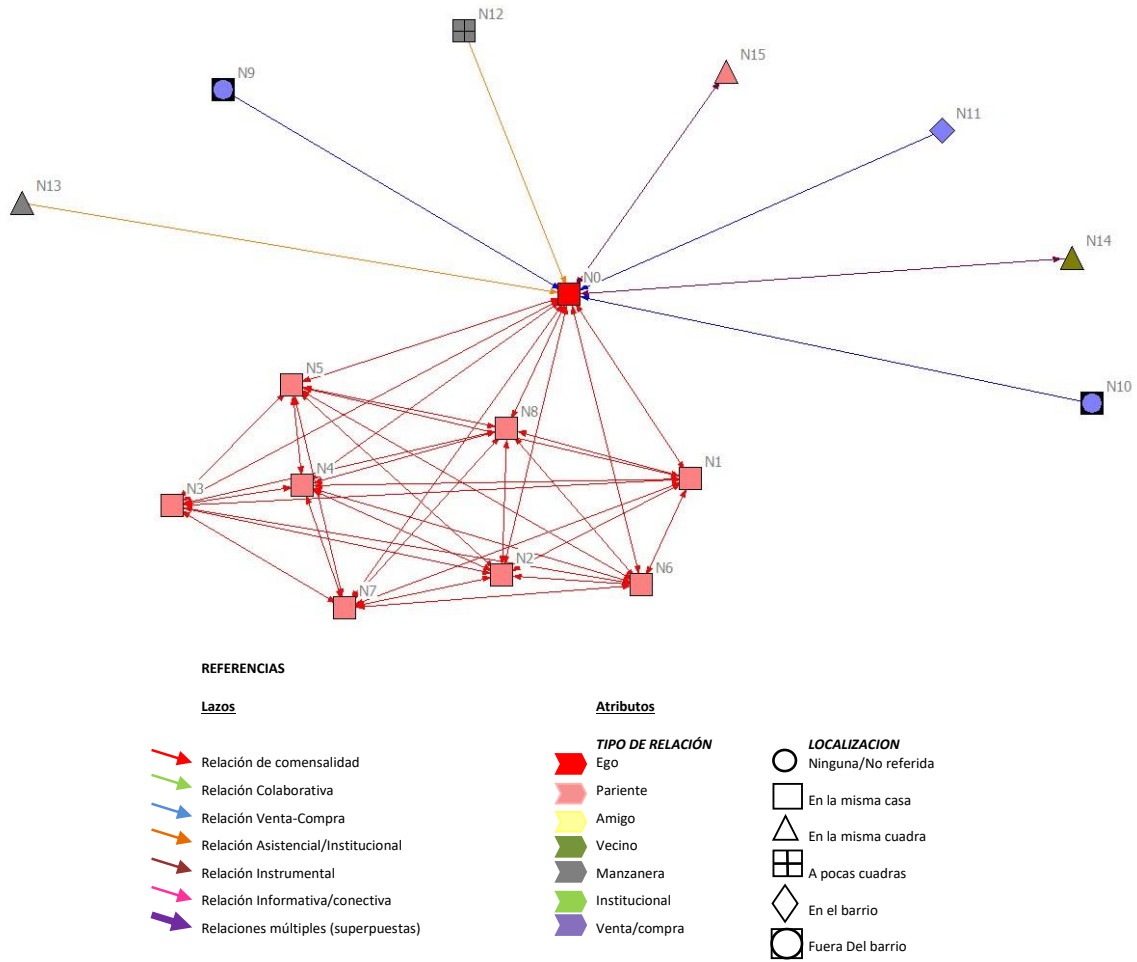 N12
N15
N9
N11
N13
N14
N0
N10
N5
N8
N1
N4
N3
N2
N6
N7
REFERENCIAS
Lazos
Atributos
TIPO DE RELACIÓN
LOCALIZACION
Relación de comensalidad
Ego
Ninguna/No referida
Relación Colaborativa
Pariente
En la misma casa
Relación Venta-Compra
Amigo
En la misma cuadra
Relación Asistencial/Institucional
Vecino
A pocas cuadras
Relación Instrumental
Manzanera
Relación Informativa/conectiva
Institucional
En el barrio
Relaciones múltiples (superpuestas)
Venta/compra
Fuera Del barrio